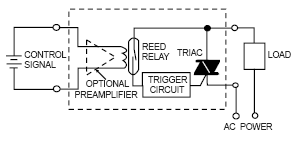 CONTROL
SIGNAL
OPTIONAL
PREAMPLIFIER
REED
RELAY
TRIGGER
CIRCUIT
TRIAC
LOAD
AC POWER